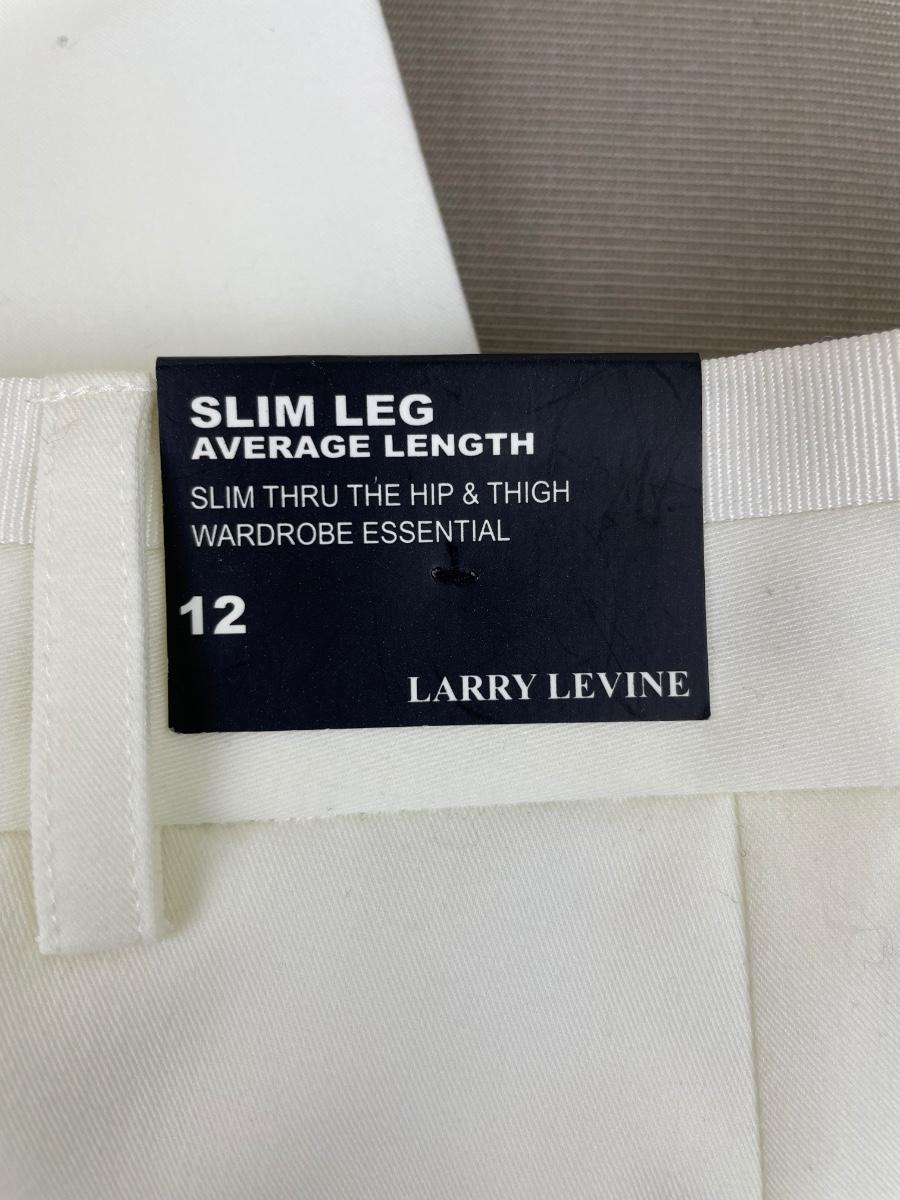 SLIM LEG
AVERAGE LENGTH
SLIM THRU THE HIP & THIGH
WARDROBE ESSENTIAL
12
LARRY LEVINE